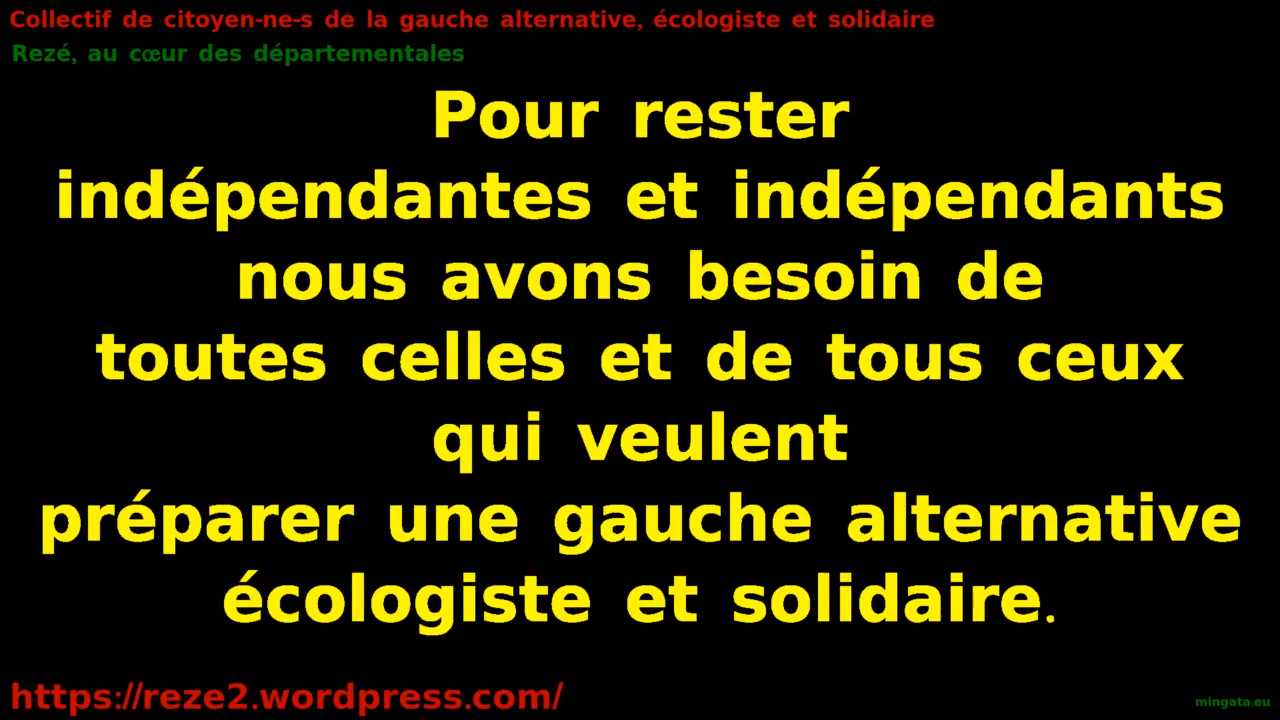 Collectif de citoyen-ne-s de la gauche alternative, écologiste et solidaire
Rezé, au cœur des départementales
Pour rester
indépendantes et indépendants
nous avons besoin de
toutes celles et de tous ceux
qui veulent
préparer une gauche alternative
écologiste et solidaire.
https://reze2.wordpress.com/
mingata.eu